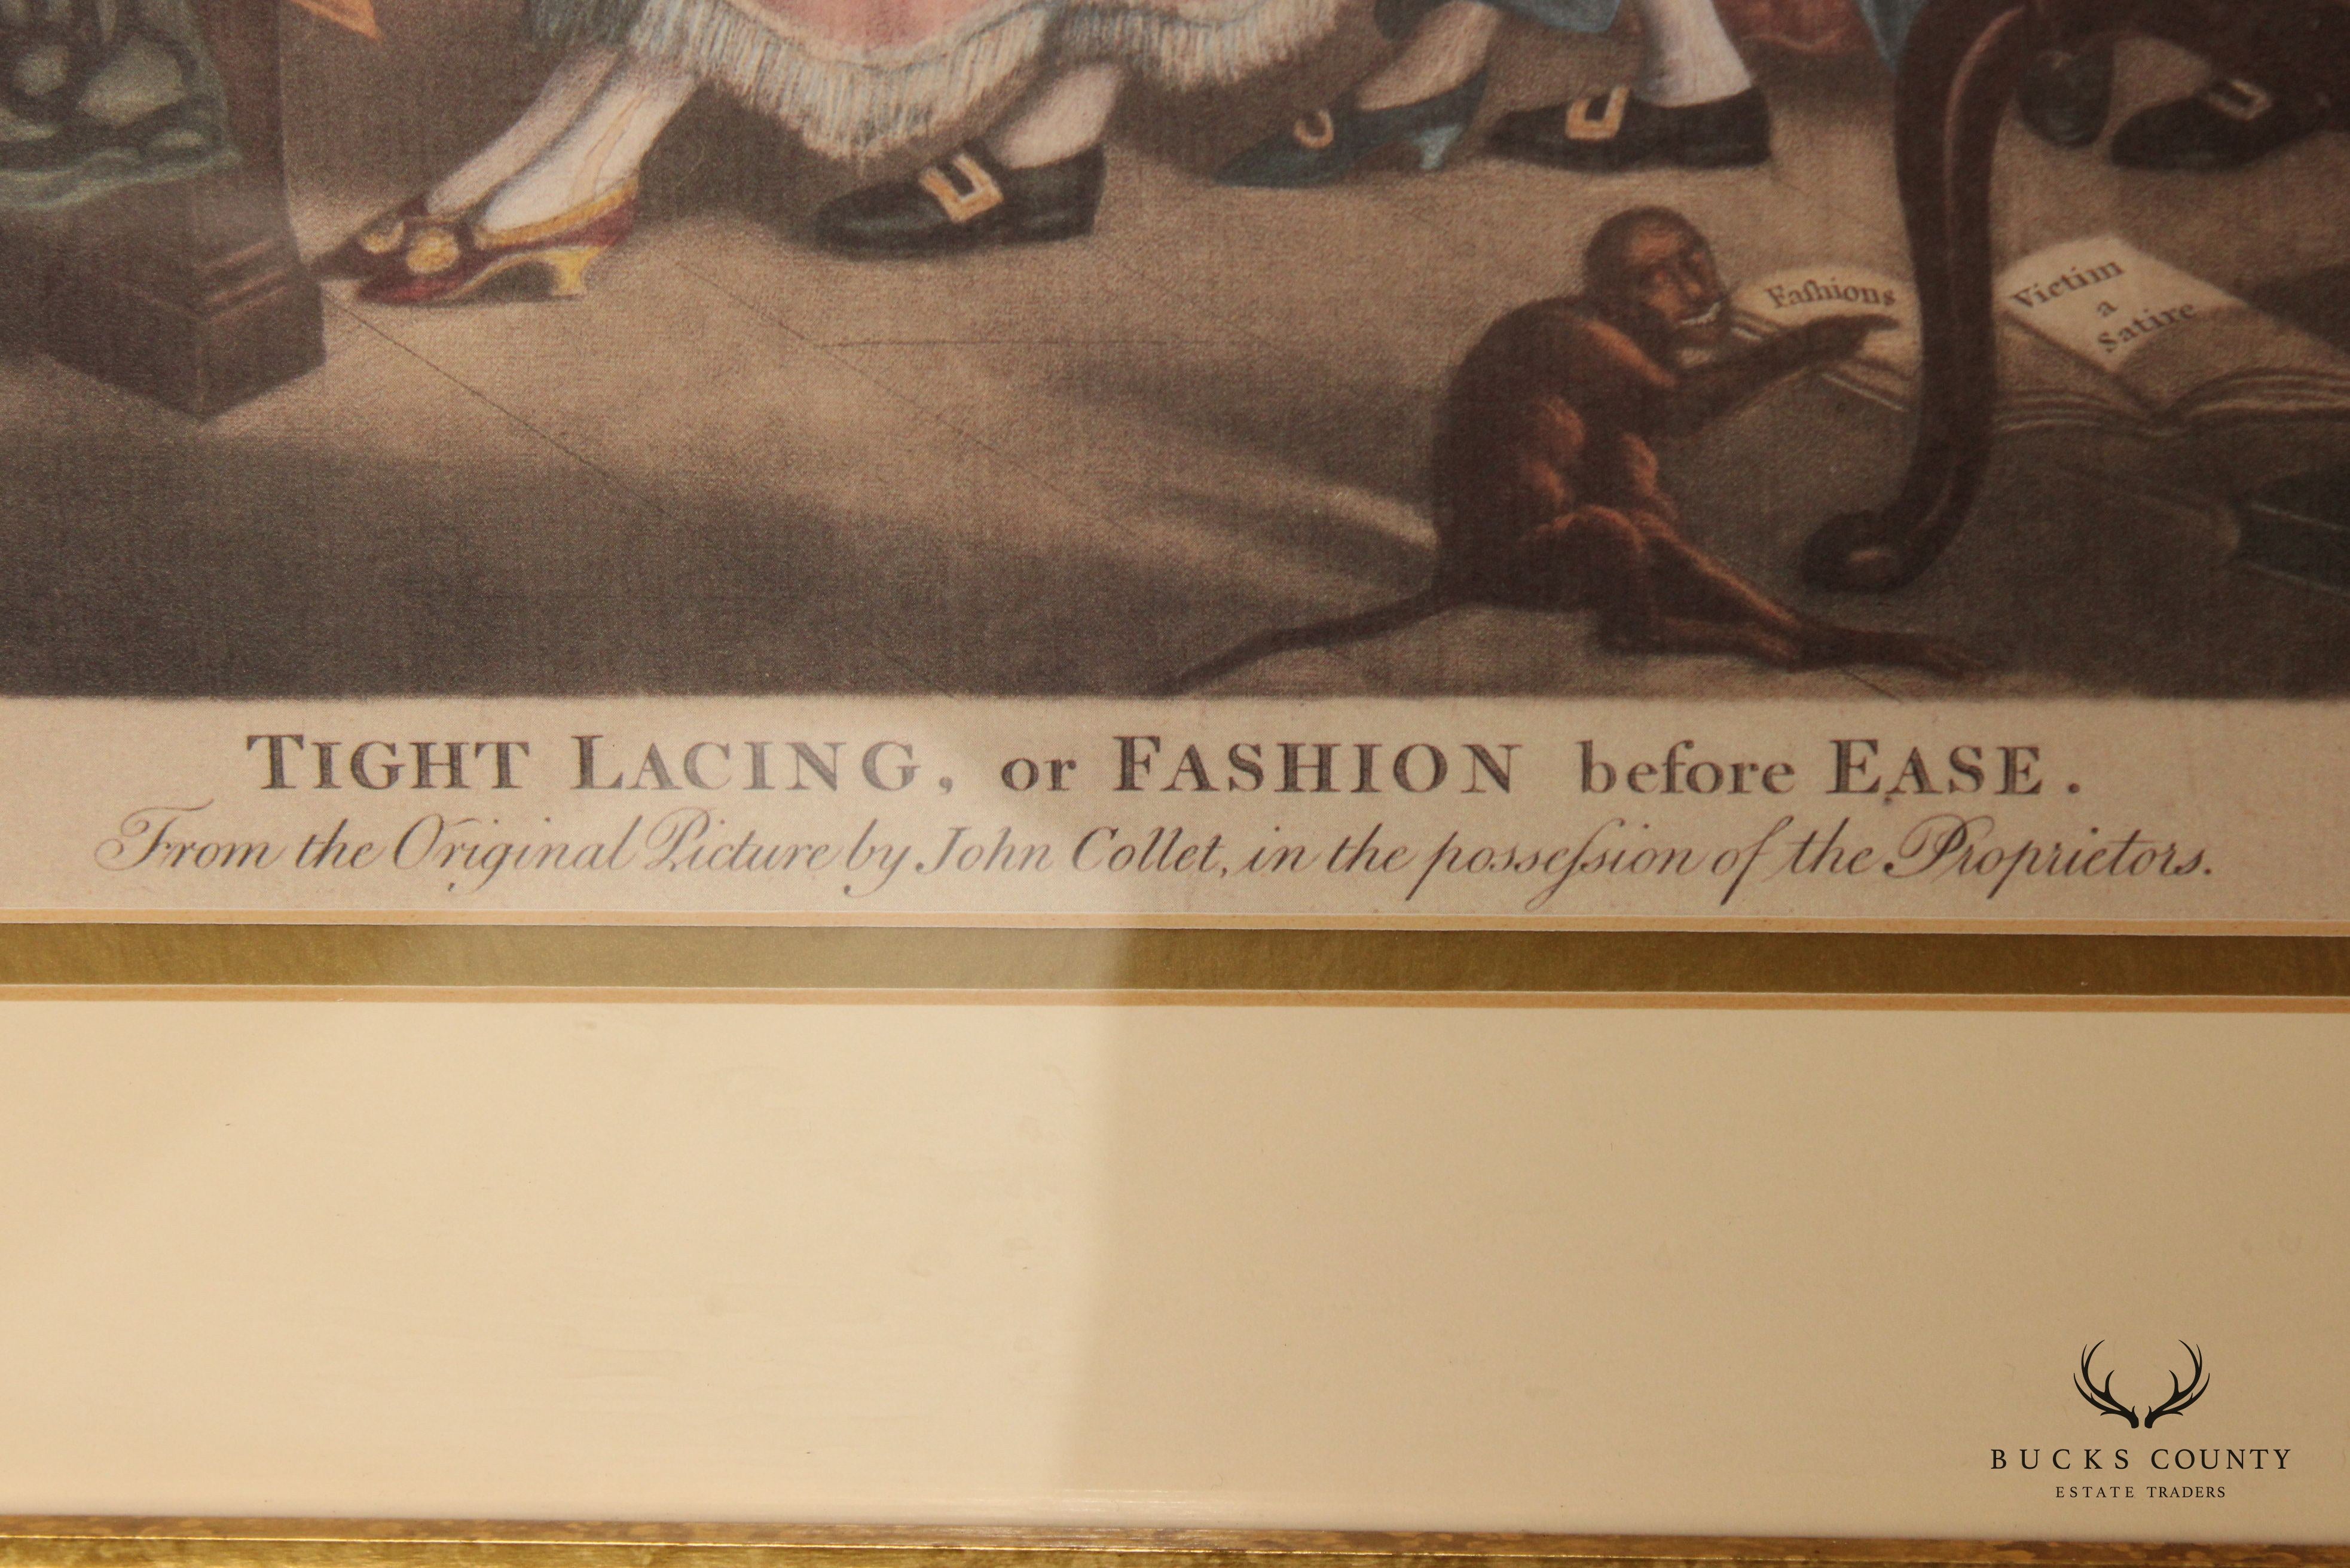 Faſhions
Victim
a
Satire
TIGHT LACING, or FASHION before EASE.
From the Original Picture by John Collet, in the posseſsion of the Proprietors.
BUCKS COUNTY
ESTATE TRADERS